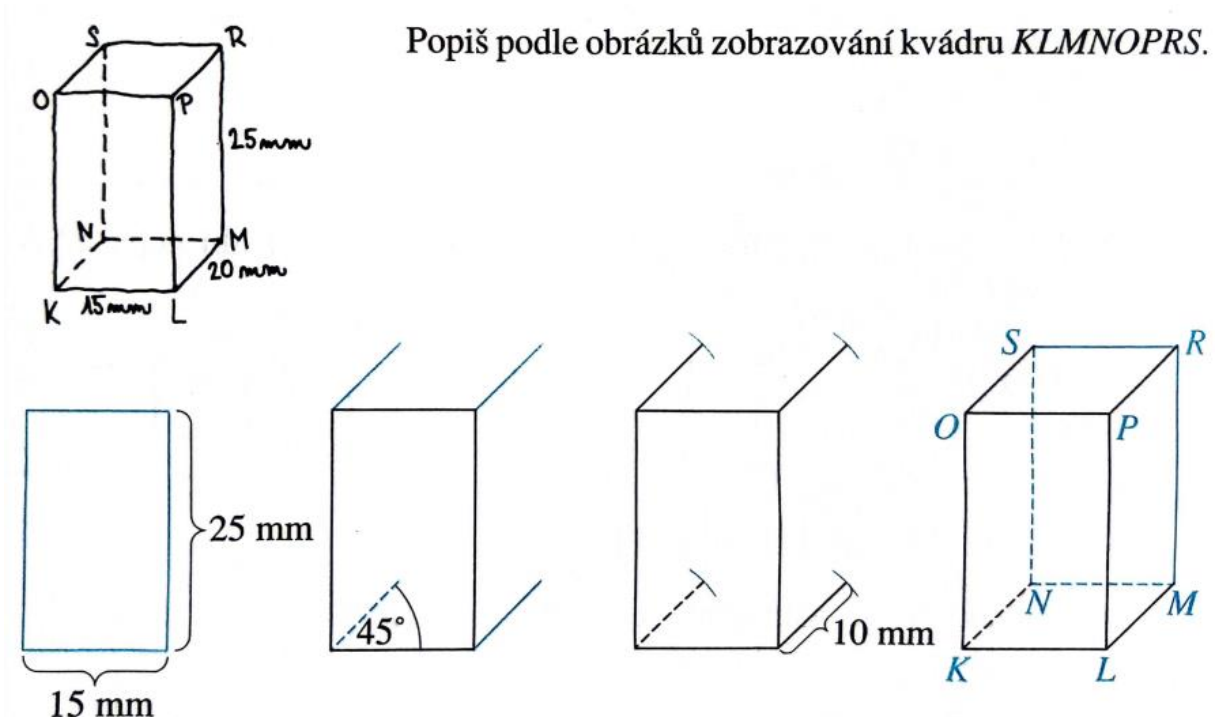 Popiš podle obrázků zobrazování kvádru KLMNOPRS.
S R
O P
25 mm
N M
20 mm
K 15 mm L
25 mm
15 mm
45°
10 mm
S R
O P
N M
K L